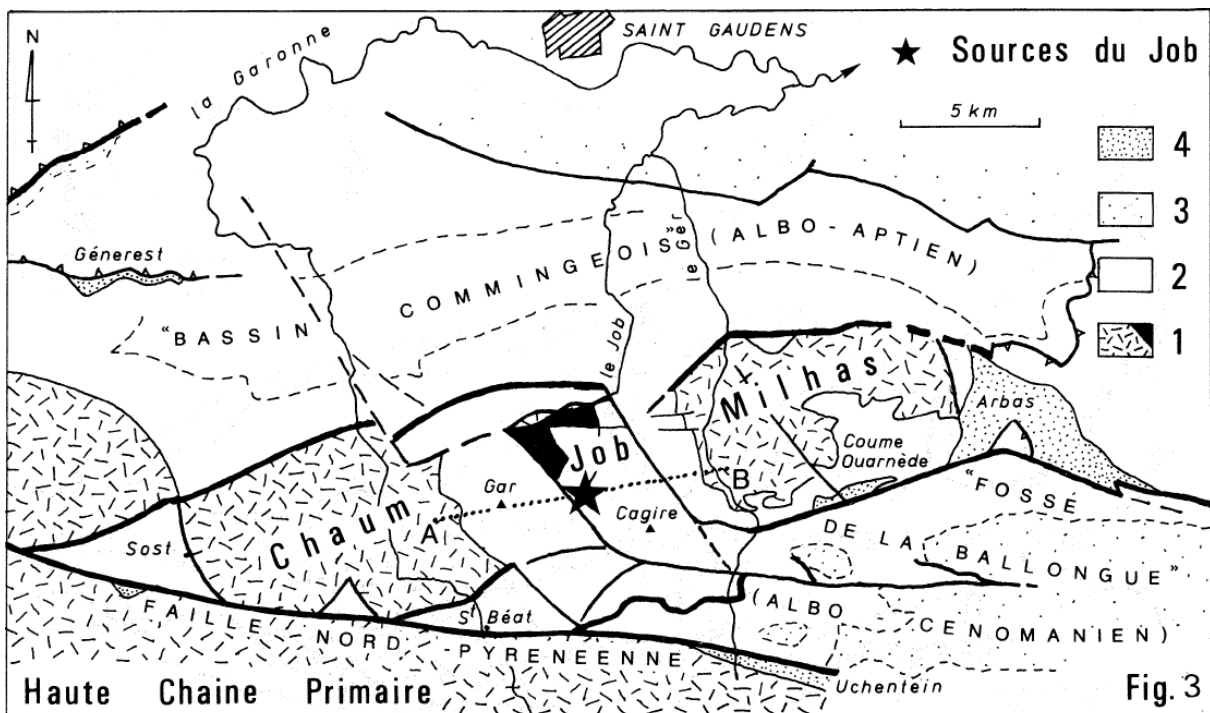 N
la Garonne
SAINT GAUDENS
★ Sources du Job
5 km
4
3
2
1
Génerest
"BASSIN COMMINGEOIS" (ALBO-APTIEN)
le Job
le Ger
Milhas
Arbas
Coume Ouarnède
Job
Gar
Cagire
A
B
Chaum
Sost
St Béat
"FOSSÉ
DE LA BALLONGUE"
(ALBO CENOMANIEN)
FAILLE NORD-PYRENEENNE
Uchentein
Haute Chaine Primaire
Fig. 3